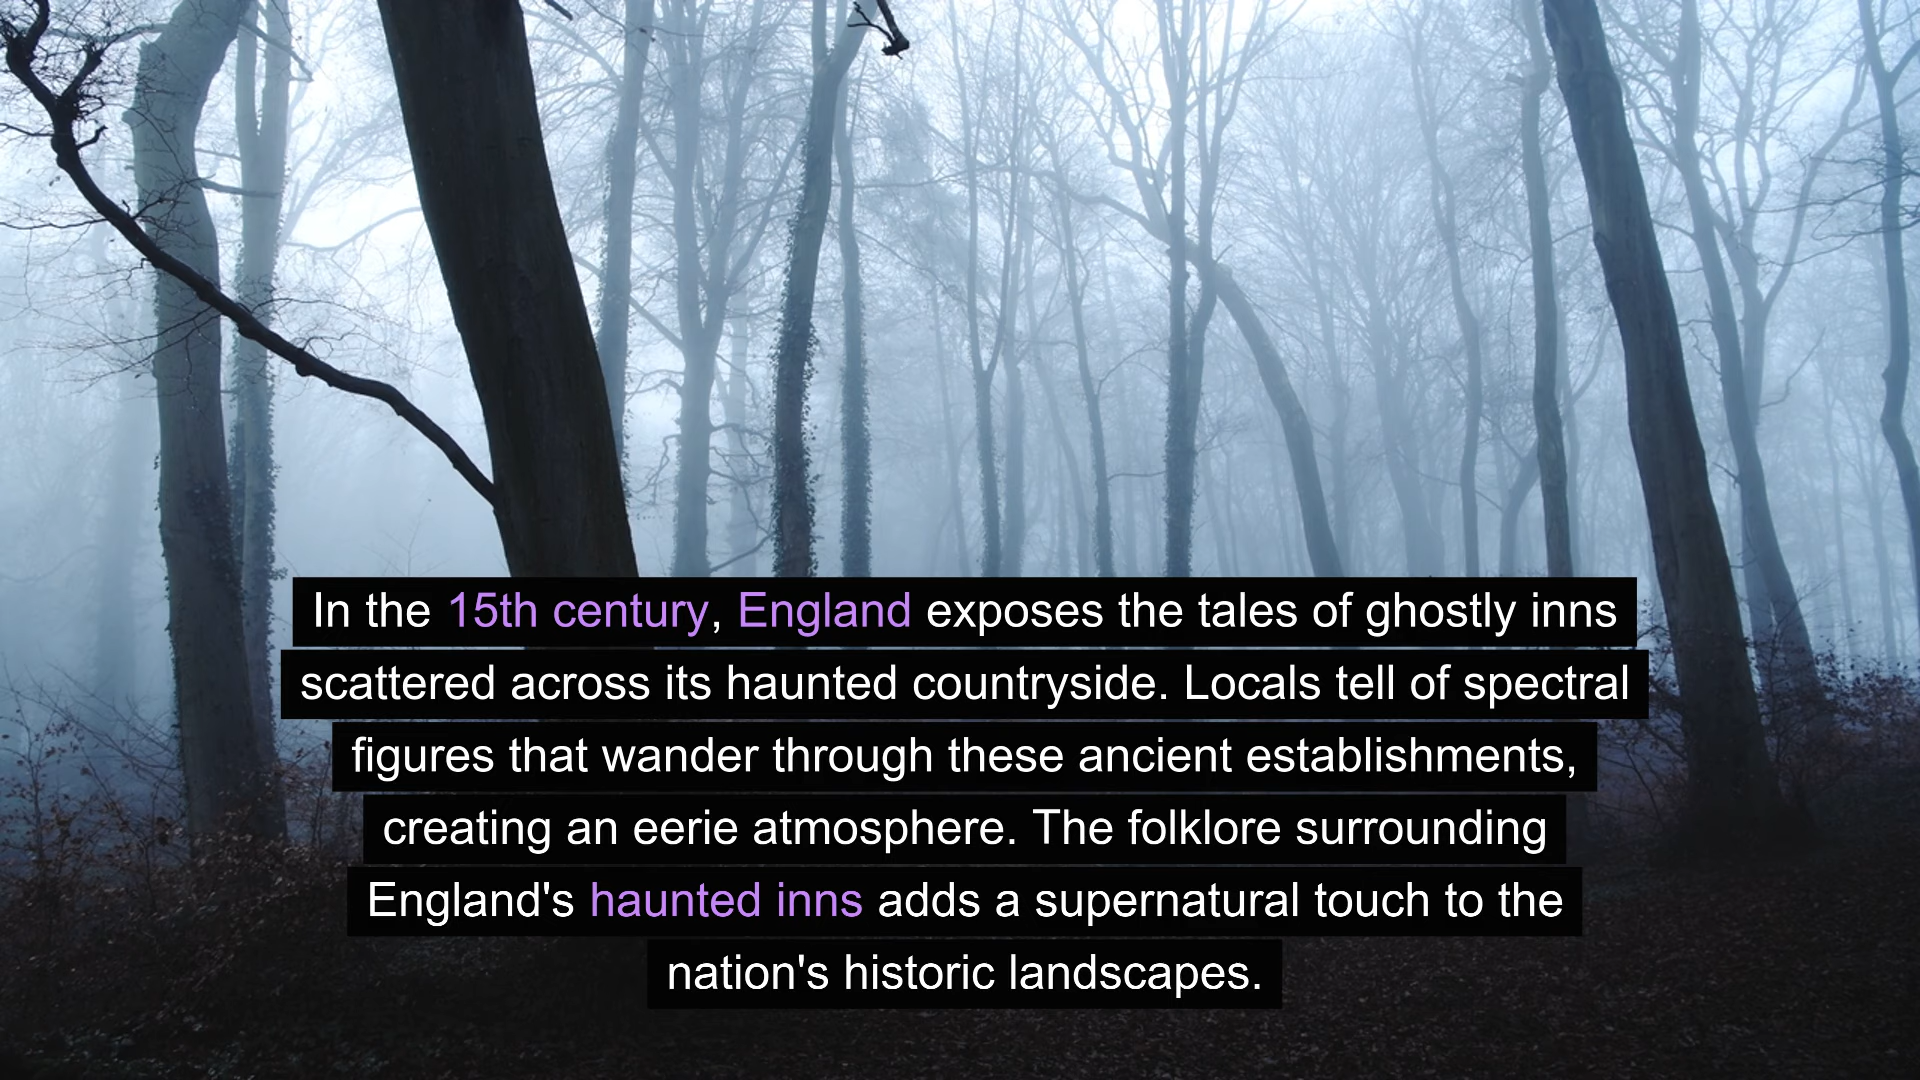 In the 15th century, England exposes the tales of ghostly inns
scattered across its haunted countryside. Locals tell of spectral
figures that wander through these ancient establishments,
creating an eerie atmosphere. The folklore surrounding
England's haunted inns adds a supernatural touch to the
nation's historic landscapes.